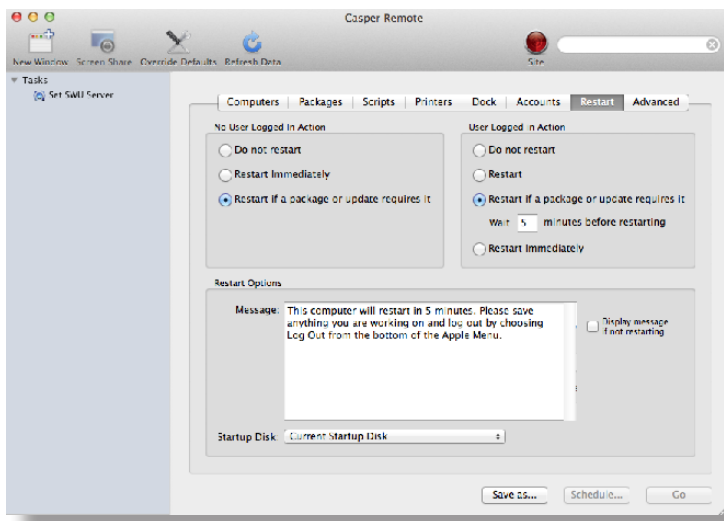 Casper Remote
New Window Screen Share Override Defaults Refresh Data Site
Tasks
Set SWU Server
Computers Packages Scripts Printers Dock Accounts Restart Advanced
No User Logged In Action
Do not restart
Restart Immediately
Restart if a package or update requires it
User Logged In Action
Do not restart
Restart
Restart if a package or update requires it
Wait 5 minutes before restarting
Restart Immediately
Restart Options
Message:
This computer will restart in 5 minutes. Please save
anything you are working on and log out by choosing
Log Out from the bottom of the Apple Menu.
Display message
if not restarting
Startup Disk: Current Startup Disk
Save as... Schedule... Go